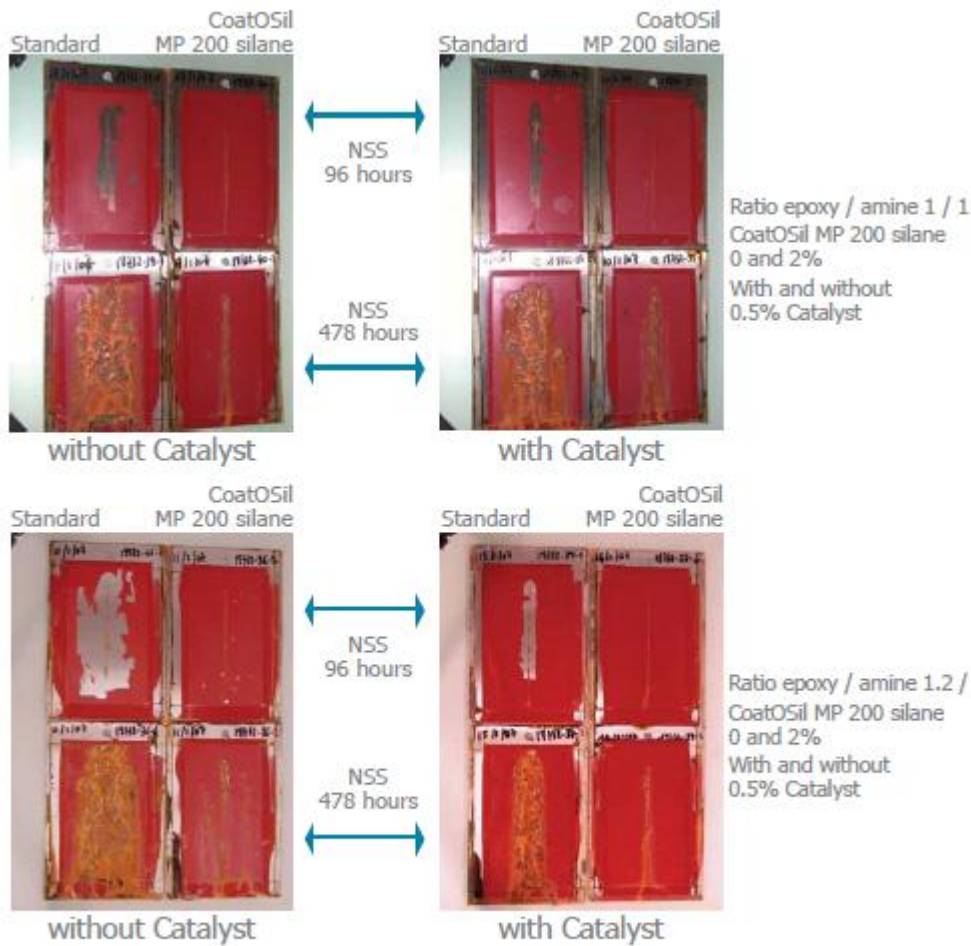 CoatOSil
Standard MP 200 silane
CoatOSil
Standard MP 200 silane
NSS
96 hours
NSS
478 hours
Ratio epoxy / amine 1 / 1
CoatOSil MP 200 silane
0 and 2%
With and without
0.5% Catalyst
without Catalyst
with Catalyst
CoatOSil
Standard MP 200 silane
CoatOSil
Standard MP 200 silane
NSS
96 hours
NSS
478 hours
Ratio epoxy / amine 1.2 /
CoatOSil MP 200 silane
0 and 2%
With and without
0.5% Catalyst
without Catalyst
with Catalyst